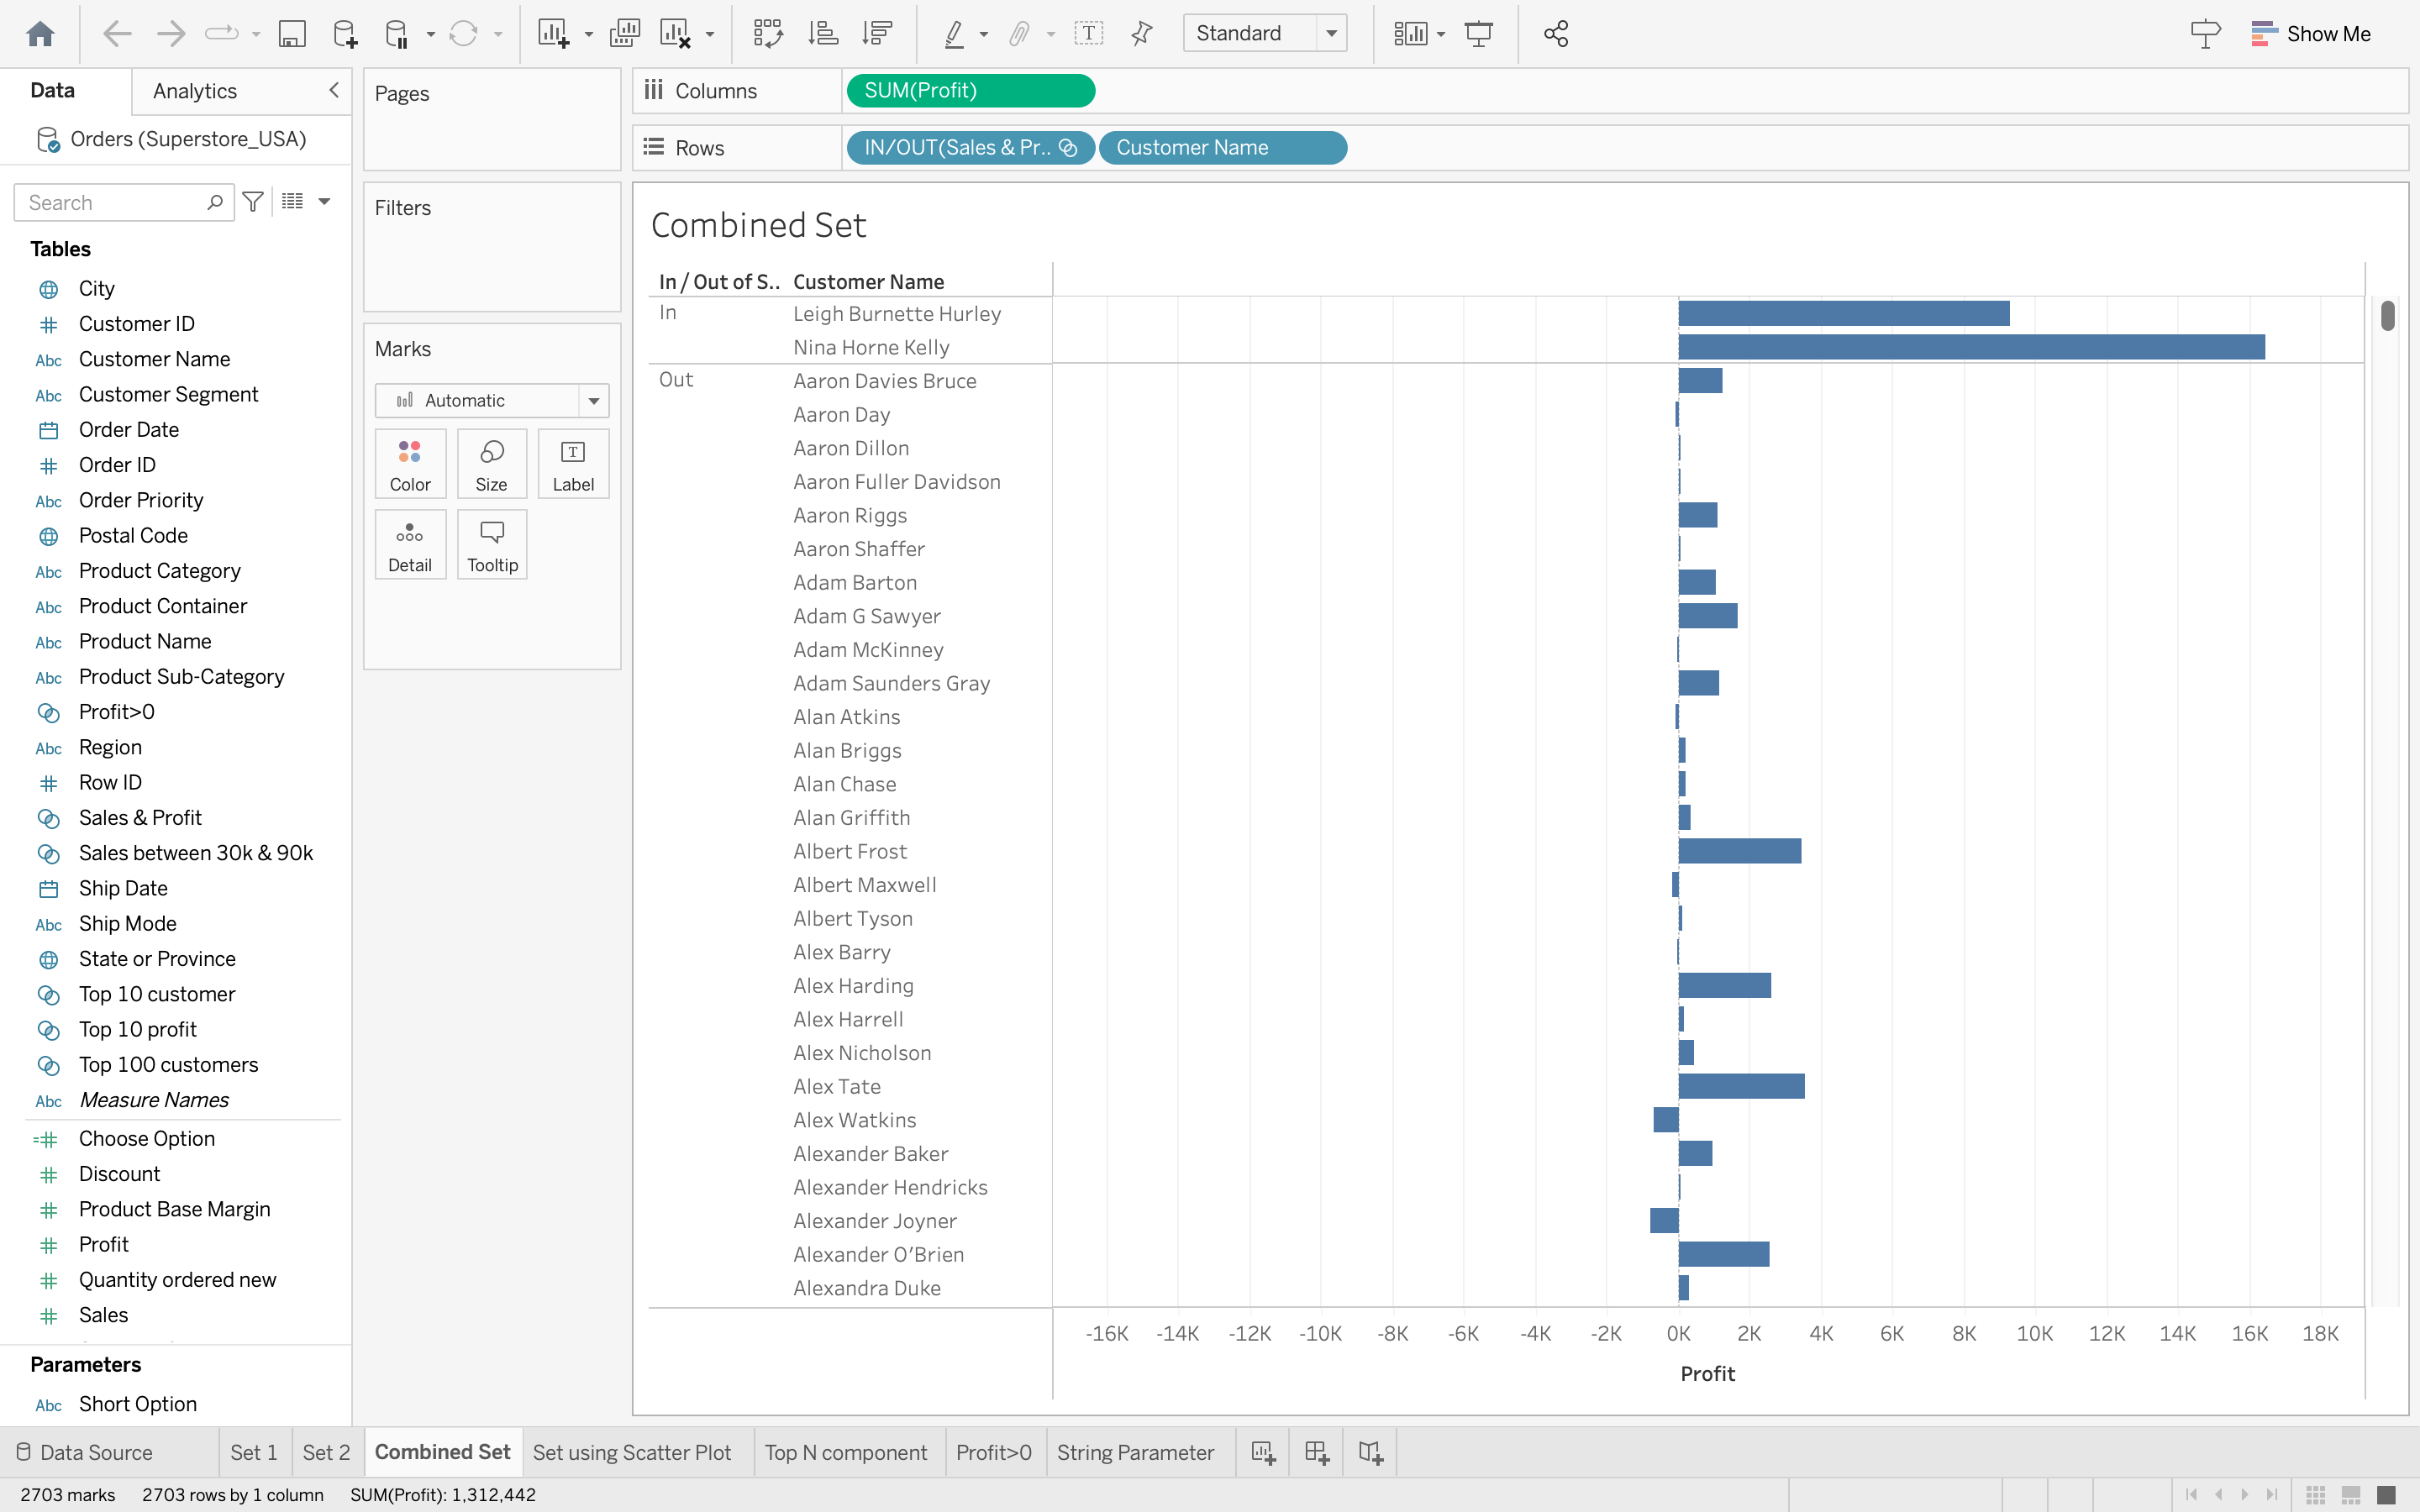 Standard
Show Me
Data
Analytics
Orders (Superstore_USA)
Search
Tables
City
Customer ID
Abc Customer Name
Abc Customer Segment
Order Date
Order ID
Abc Order Priority
Postal Code
Abc Product Category
Abc Product Container
Abc Product Name
Abc Product Sub-Category
Profit>0
Abc Region
Row ID
Sales & Profit
Sales between 30k & 90k
Ship Date
Abc Ship Mode
State or Province
Top 10 customer
Top 10 profit
Top 100 customers
Abc Measure Names
Choose Option
Discount
Product Base Margin
Profit
Quantity ordered new
Sales
Parameters
Abc Short Option
Pages
Filters
Marks
Automatic
Color
Size
Label
Detail
Tooltip
Columns
SUM(Profit)
Rows
IN/OUT(Sales & Pr..
Customer Name
Combined Set
In / Out of S.. Customer Name
In Leigh Burnette Hurley
Nina Horne Kelly
Out Aaron Davies Bruce
Aaron Day
Aaron Dillon
Aaron Fuller Davidson
Aaron Riggs
Aaron Shaffer
Adam Barton
Adam G Sawyer
Adam McKinney
Adam Saunders Gray
Alan Atkins
Alan Briggs
Alan Chase
Alan Griffith
Albert Frost
Albert Maxwell
Albert Tyson
Alex Barry
Alex Harding
Alex Harrell
Alex Nicholson
Alex Tate
Alex Watkins
Alexander Baker
Alexander Hendricks
Alexander Joyner
Alexander O'Brien
Alexandra Duke
-16K -14K -12K -10K -8K -6K -4K -2K 0K 2K 4K 6K 8K 10K 12K 14K 16K 18K
Profit
Data Source
Set 1
Set 2
Combined Set
Set using Scatter Plot
Top N component
Profit>0
String Parameter
2703 marks 2703 rows by 1 column SUM(Profit): 1,312,442